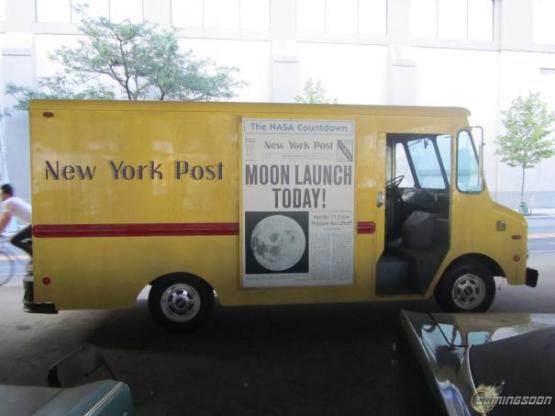 The NASA Countdown
New York Post
New York Post
MOON LAUNCH
TODAY!
COMINGSOON